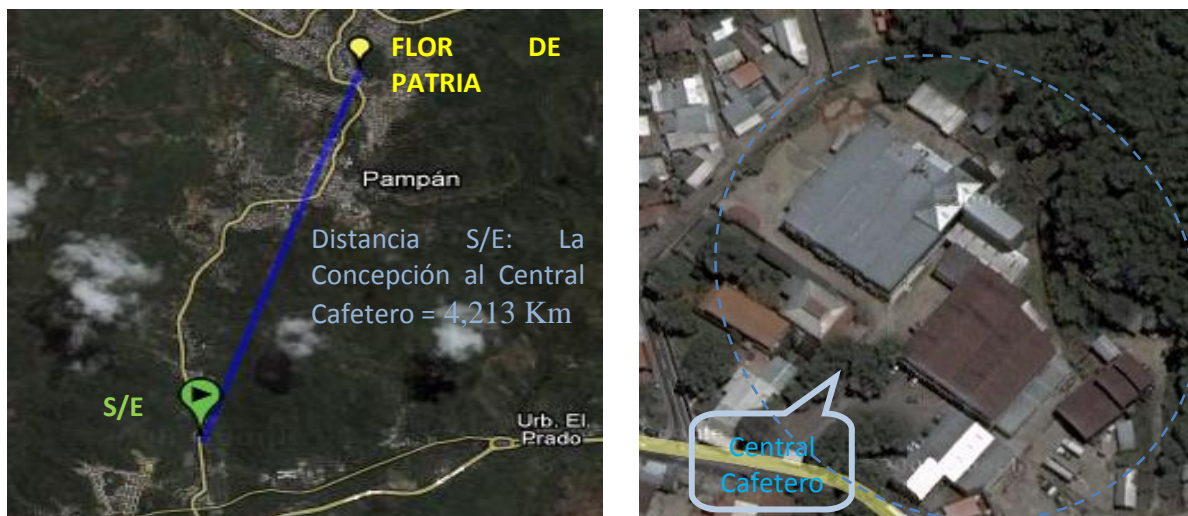 FLOR DE
PATRIA
Pampán
Distancia S/E: La
Concepción al Central
Cafetero = 4,213 Km
S/E
Urb. El
Prado
Central
Cafetero